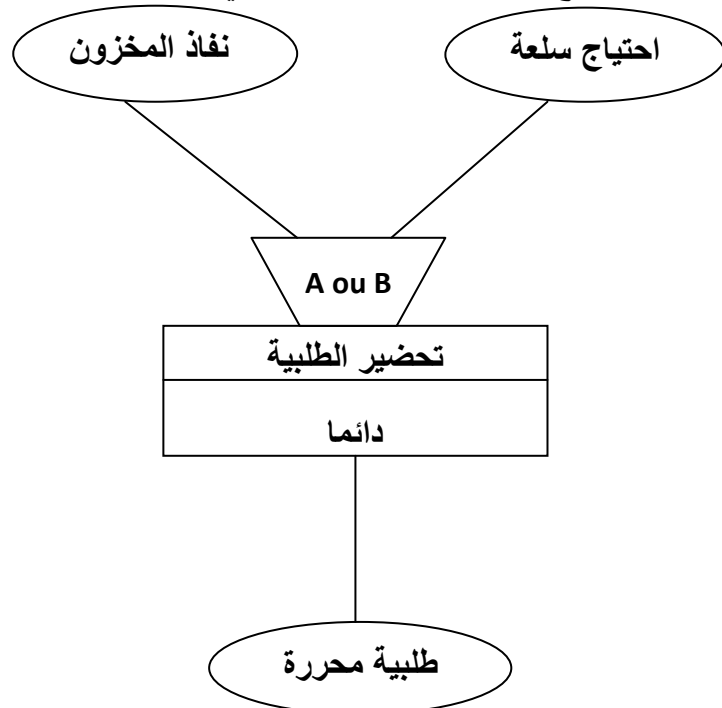 احتياج سلعة
نفاذ المخزون
A ou B
تحضير الطلبية
دائما
طلبية محررة